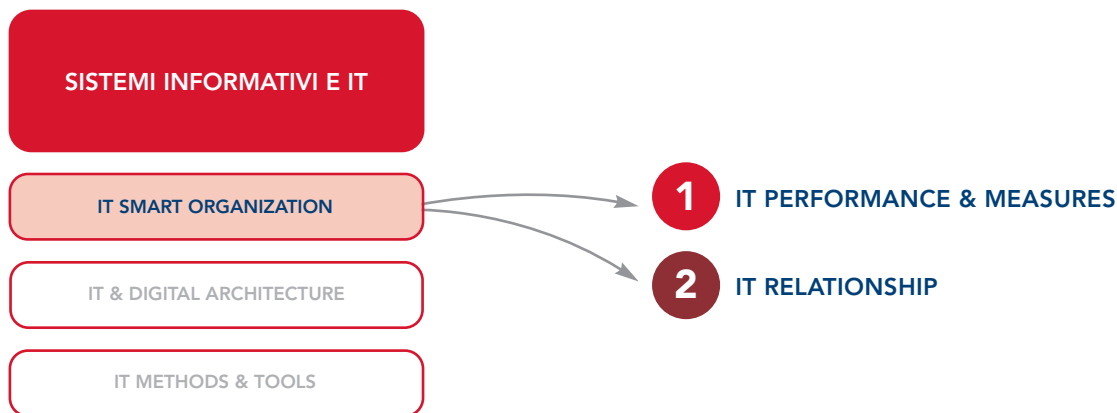 SISTEMI INFORMATIVI E IT
IT SMART ORGANIZATION
IT & DIGITAL ARCHITECTURE
IT METHODS & TOOLS
1 IT PERFORMANCE & MEASURES
2 IT RELATIONSHIP